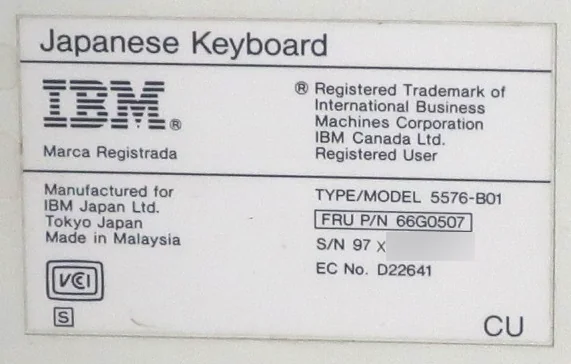 Japanese Keyboard
IBM®
Marca Registrada
® Registered Trademark of
International Business
Machines Corporation
IBM Canada Ltd.
Registered User
Manufactured for
IBM Japan Ltd.
Tokyo Japan
Made in Malaysia
VCCI
S
TYPE/MODEL 5576-B01
FRU P/N 66G0507
S/N 97 X
EC No. D22641
CU